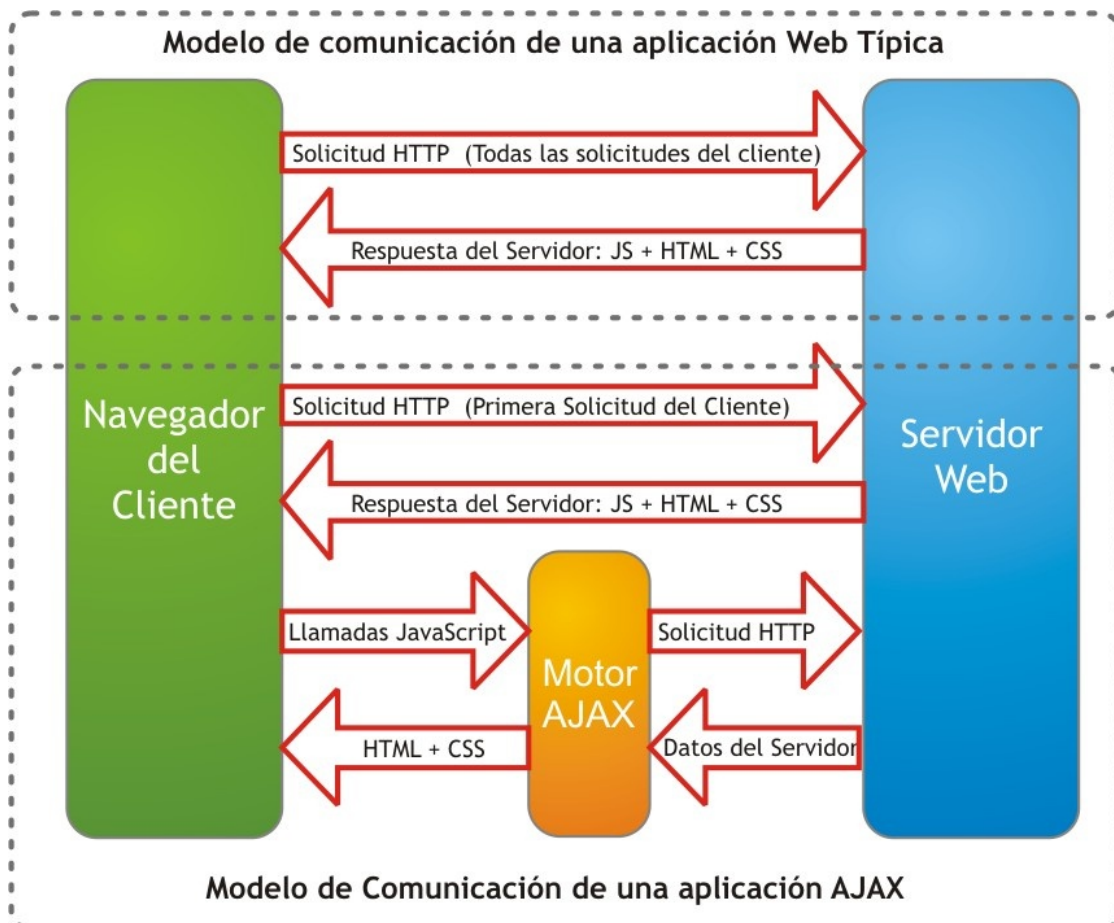 Modelo de comunicación de una aplicación Web Típica
Solicitud HTTP (Todas las solicitudes del cliente)
Respuesta del Servidor: JS + HTML + CSS
Solicitud HTTP (Primera Solicitud del Cliente)
Navegador
del
Cliente
Servidor
Web
Respuesta del Servidor: JS + HTML + CSS
Llamadas JavaScript
Motor
AJAX
Solicitud HTTP
HTML + CSS
Datos del Servidor
Modelo de Comunicación de una aplicación AJAX